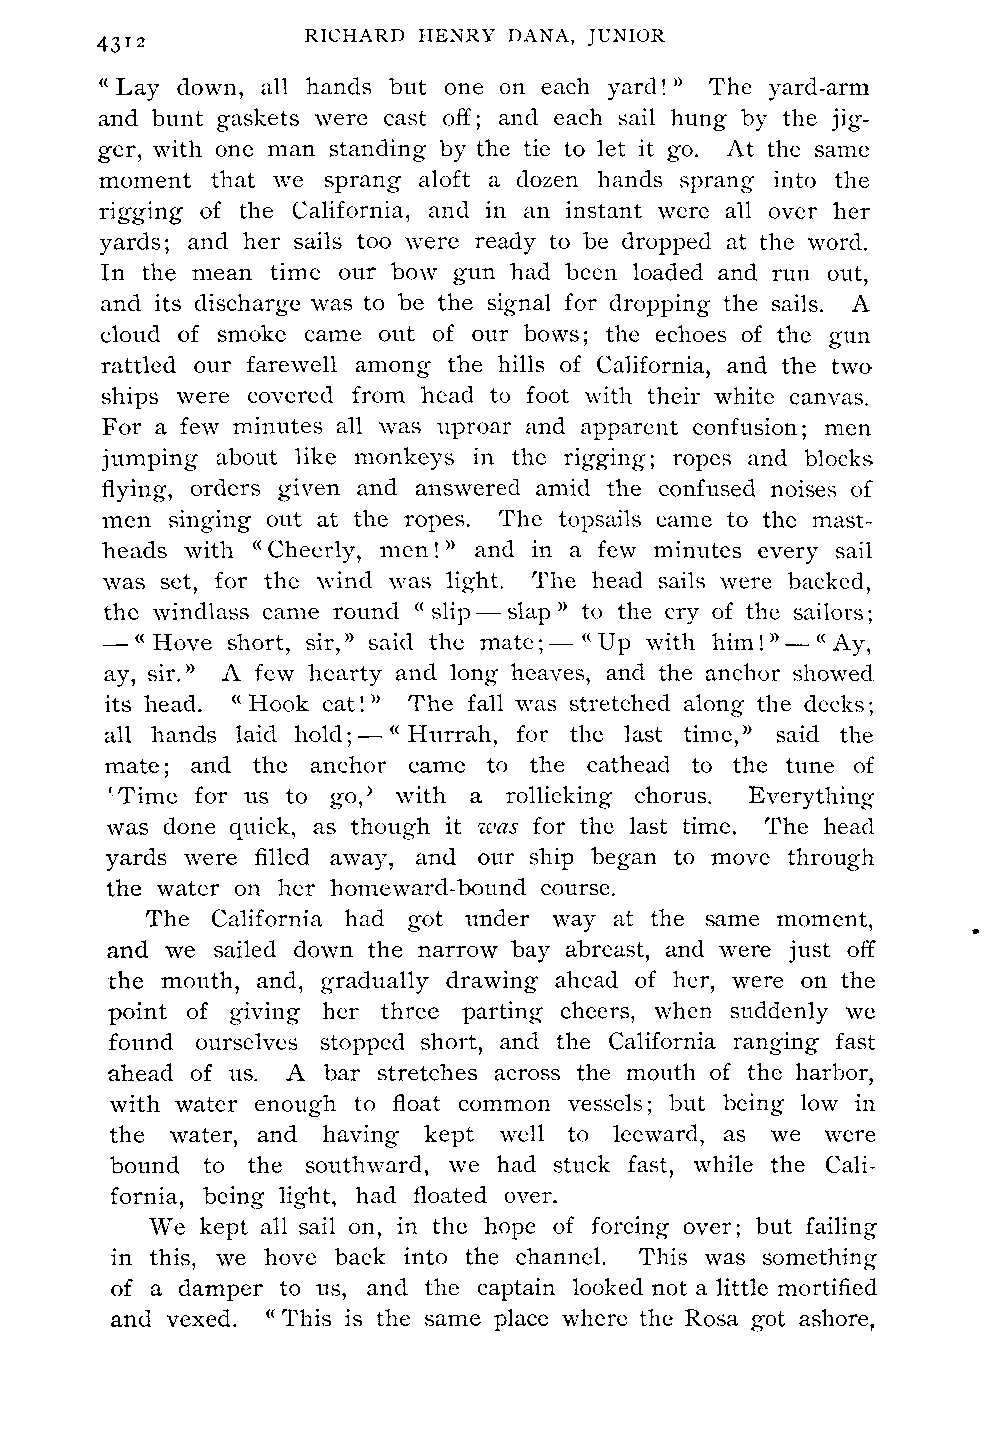 4312 RICHARD HENRY DANA, JUNIOR
“Lay down, all hands but one on each yard!” The yard-arm
and bunt gaskets were cast off; and each sail hung by the jig-
ger, with one man standing by the tie to let it go. At the same
moment that we sprang aloft a dozen hands sprang into the
rigging of the California, and in an instant were all over her
yards; and her sails too were ready to be dropped at the word.
In the mean time our bow gun had been loaded and run out,
and its discharge was to be the signal for dropping the sails. A
cloud of smoke came out of our bows; the echoes of the gun
rattled our farewell among the hills of California, and the two
ships were covered from head to foot with their white canvas.
For a few minutes all was uproar and apparent confusion; men
jumping about like monkeys in the rigging; ropes and blocks
flying, orders given and answered amid the confused noises of
men singing out at the ropes. The topsails came to the mast-
heads with “Cheerly, men!” and in a few minutes every sail
was set, for the wind was light. The head sails were backed,
the windlass came round “slip — slap” to the cry of the sailors;
— “Hove short, sir,” said the mate; — “Up with him!” — “Ay,
ay, sir.” A few hearty and long heaves, and the anchor showed
its head. “Hook cat!” The fall was stretched along the decks;
all hands laid hold; — “Hurrah, for the last time,” said the
mate; and the anchor came to the cathead to the tune of
‘Time for us to go,’ with a rollicking chorus. Everything
was done quick, as though it was for the last time. The head
yards were filled away, and our ship began to move through
the water on her homeward-bound course.
The California had got under way at the same moment,
and we sailed down the narrow bay abreast, and were just off
the mouth, and, gradually drawing ahead of her, were on the
point of giving her three parting cheers, when suddenly we
found ourselves stopped short, and the California ranging fast
ahead of us. A bar stretches across the mouth of the harbor,
with water enough to float common vessels; but being low in
the water, and having kept well to leeward, as we were
bound to the southward, we had stuck fast, while the Cali-
fornia, being light, had floated over.
We kept all sail on, in the hope of forcing over; but failing
in this, we hove back into the channel. This was something
of a damper to us, and the captain looked not a little mortified
and vexed. “This is the same place where the Rosa got ashore,